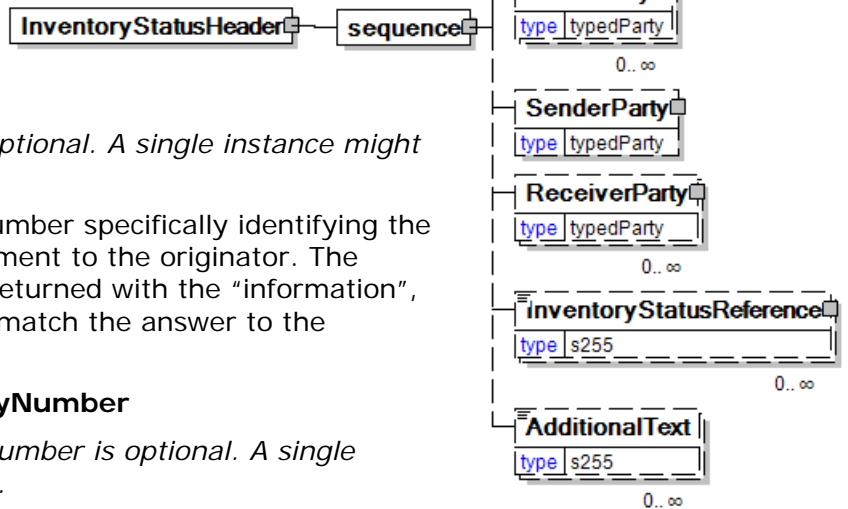 InventoryStatusHeader
sequence
type typedParty
0.. ∞
SenderParty
type typedParty
ReceiverParty
type typedParty
0.. ∞
InventoryStatusReference
type s255
0.. ∞
AdditionalText
type s255
0.. ∞
ptional. A single instance might
umber specifically identifying the
ment to the originator. The
eturned with the “information”,
match the answer to the
yNumber
umber is optional. A single